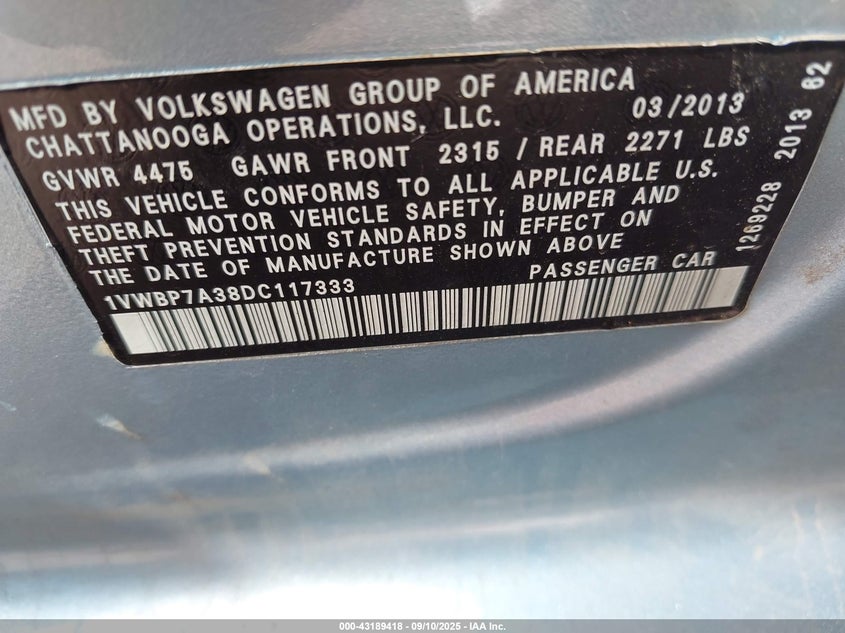 MFD BY VOLKSWAGEN GROUP OF AMERICA
CHATTANOOGA OPERATIONS, LLC. 03/2013
GVWR 4475 GAWR FRONT 2315 / REAR 2271 LBS
THIS VEHICLE CONFORMS TO ALL APPLICABLE U.S.
FEDERAL MOTOR VEHICLE SAFETY, BUMPER AND
THEFT PREVENTION STANDARDS IN EFFECT ON
THE DATE OF MANUFACTURE SHOWN ABOVE
1VWBP7A38DC117333 PASSENGER CAR
1269228 2013 62
000-43189418 - 09/10/2025 - IAA Inc.